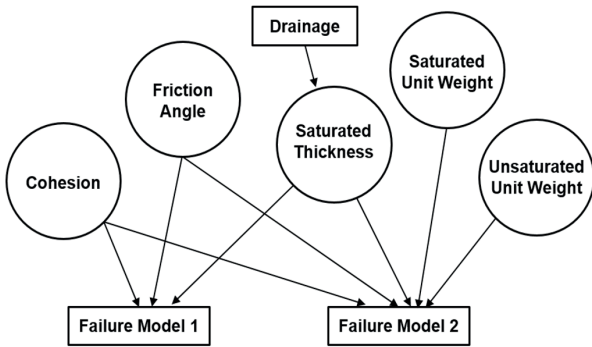 Drainage
Saturated
Unit Weight
Friction
Angle
Saturated
Thickness
Unsaturated
Unit Weight
Cohesion
Failure Model 1
Failure Model 2